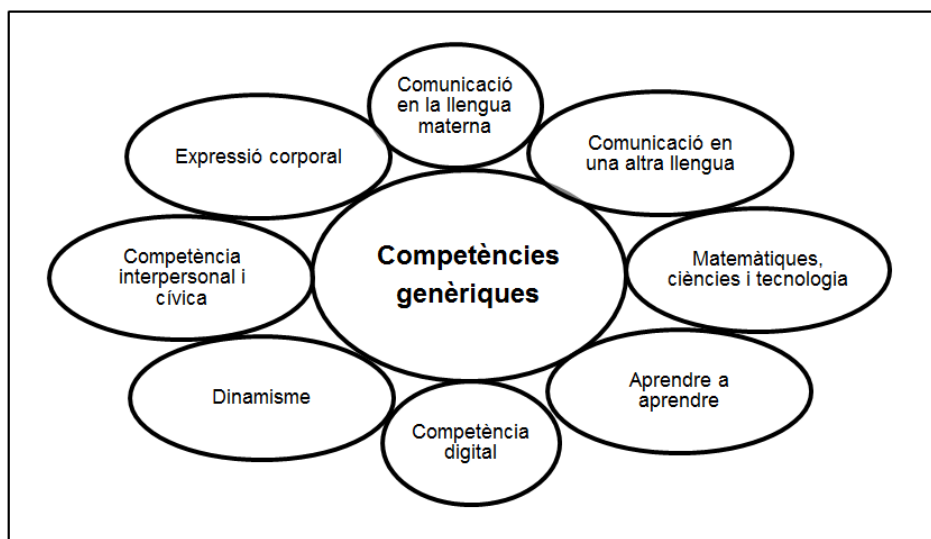 Comunicació
en la llengua
materna
Comunicació en
una altra llengua
Expressió corporal
Competències
genèriques
Competència
interpersonal i
cívica
Matemàtiques,
ciències i tecnologia
Dinamisme
Aprendre a
aprendre
Competència
digital